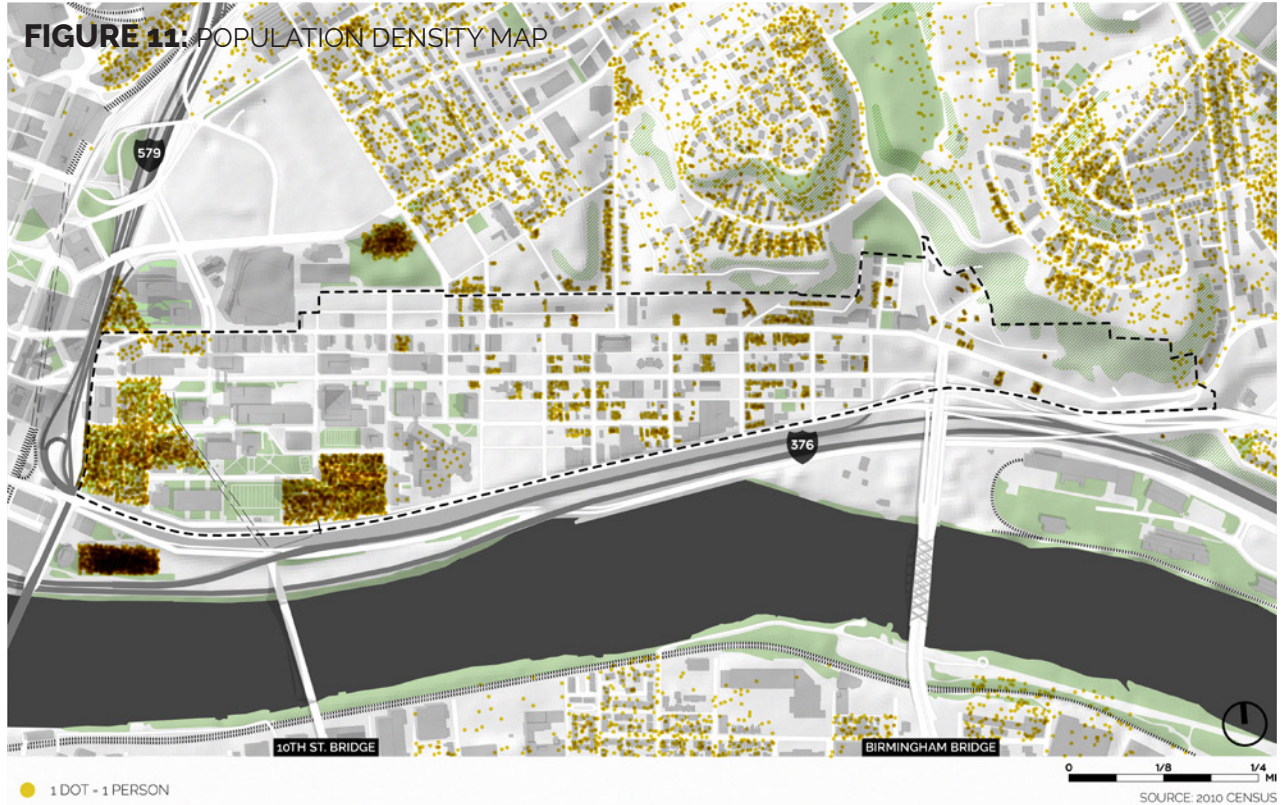 FIGURE 11: POPULATION DENSITY MAP
579
376
10TH ST. BRIDGE
BIRMINGHAM BRIDGE
0 1/8 1/4
MI
1 DOT = 1 PERSON
SOURCE: 2010 CENSUS